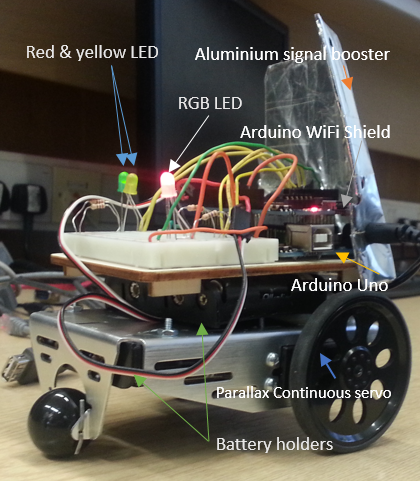 Red & yellow LED
Aluminium signal booster
RGB LED
Arduino WiFi Shield
Arduino Uno
Parallax Continuous servo
Battery holders